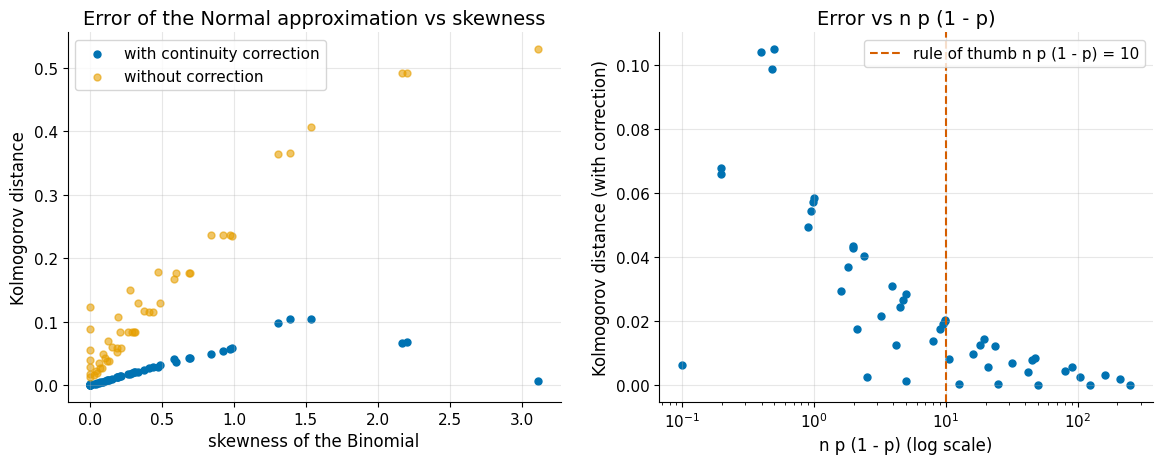 Error of the Normal approximation vs skewness
with continuity correction
without correction
Kolmogorov distance
0.5
0.4
0.3
0.2
0.1
0.0
0.0 0.5 1.0 1.5 2.0 2.5 3.0
skewness of the Binomial
Error vs n p (1 - p)
rule of thumb n p (1 - p) = 10
Kolmogorov distance (with correction)
0.10
0.08
0.06
0.04
0.02
0.00
10⁻¹ 10⁰ 10¹ 10²
n p (1 - p) (log scale)